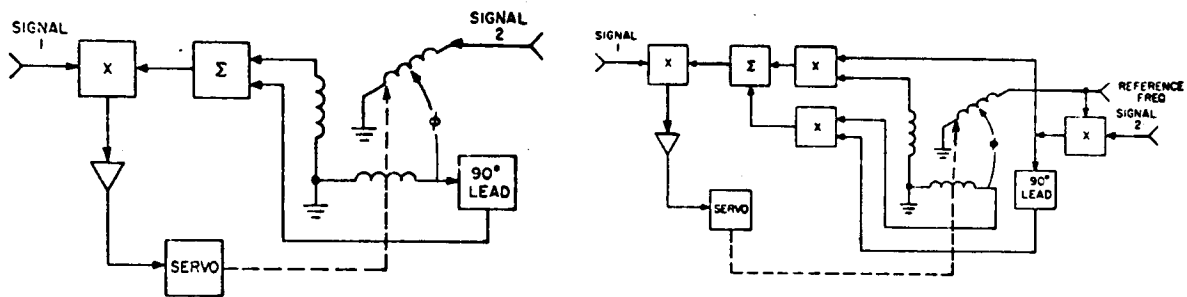 SIGNAL
1
X
Σ
SIGNAL
2
ϕ
90°
LEAD
SERVO
SIGNAL
1
X
Σ
X
X
REFERENCE
FREQ
SIGNAL
2
X
ϕ
90°
LEAD
SERVO